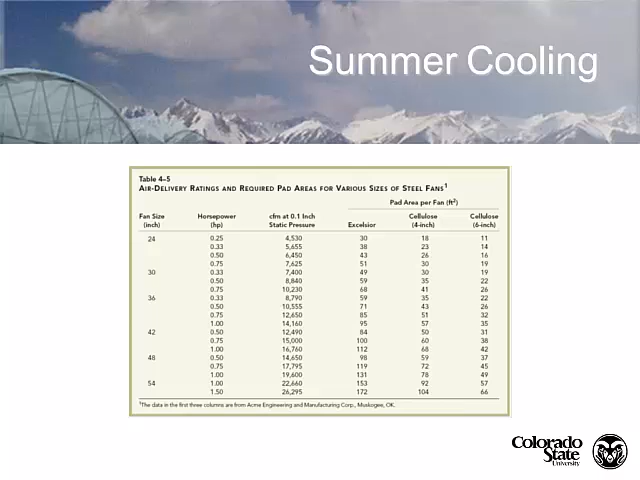 Summer Cooling
Table 4–5
AIR-DELIVERY RATINGS AND REQUIRED PAD AREAS FOR VARIOUS SIZES OF STEEL FANS1
Pad Area per Fan (ft2)
Fan Size Horsepower cfm at 0.1 Inch Cellulose Cellulose
(inch) (hp) Static Pressure Excelsior (4-inch) (6-inch)
24 0.25 4,530 30 18 11
0.33 5,655 38 23 14
0.50 6,450 43 26 16
0.75 7,625 51 30 19
30 0.33 7,400 49 30 19
0.50 8,840 59 35 22
0.75 10,230 68 41 26
36 0.33 8,790 59 35 22
0.50 10,555 71 43 26
0.75 12,650 85 51 32
1.00 14,160 95 57 35
42 0.50 12,490 84 50 31
0.75 15,000 100 60 38
1.00 16,760 112 68 42
48 0.50 14,650 98 59 37
0.75 17,795 119 72 45
1.00 19,600 131 78 49
54 1.00 22,660 153 92 57
1.50 26,295 172 104 66
1The data in the first three columns are from Acme Engineering and Manufacturing Corp., Muskogee, OK.
Colorado
State
University